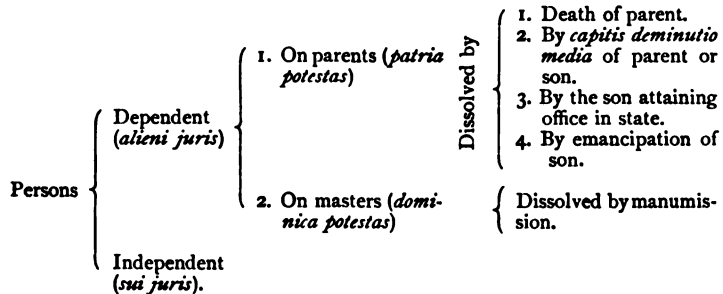 Persons
Dependent
(alieni juris)
1. On parents (patria
potestas)
Dissolved by
1. Death of parent.
2. By capitis deminutio
media of parent or
son.
3. By the son attaining
office in state.
4. By emancipation of
son.
2. On masters (domi-
nica potestas)
Dissolved by manumis-
sion.
Independent
(sui juris).